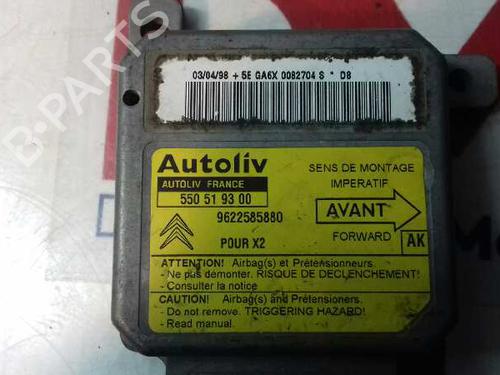 03/04/98 + 5E GA6X 0082704 S * D8
Autoliv
AUTOLIV FRANCE
550 51 9300
9622585880
POUR X2
SENS DE MONTAGE
IMPERATIF
AVANT
FORWARD
AK
ATTENTION! Airbag(s) et Prétensionneurs.
- Ne pas démonter. RISQUE DE DECLENCHEMENT!
- Consulter la notice
CAUTION! Airbag(s) and Pretensioners.
- Do not remove. TRIGGERING HAZARD!
- Read manual.
B-PARTS